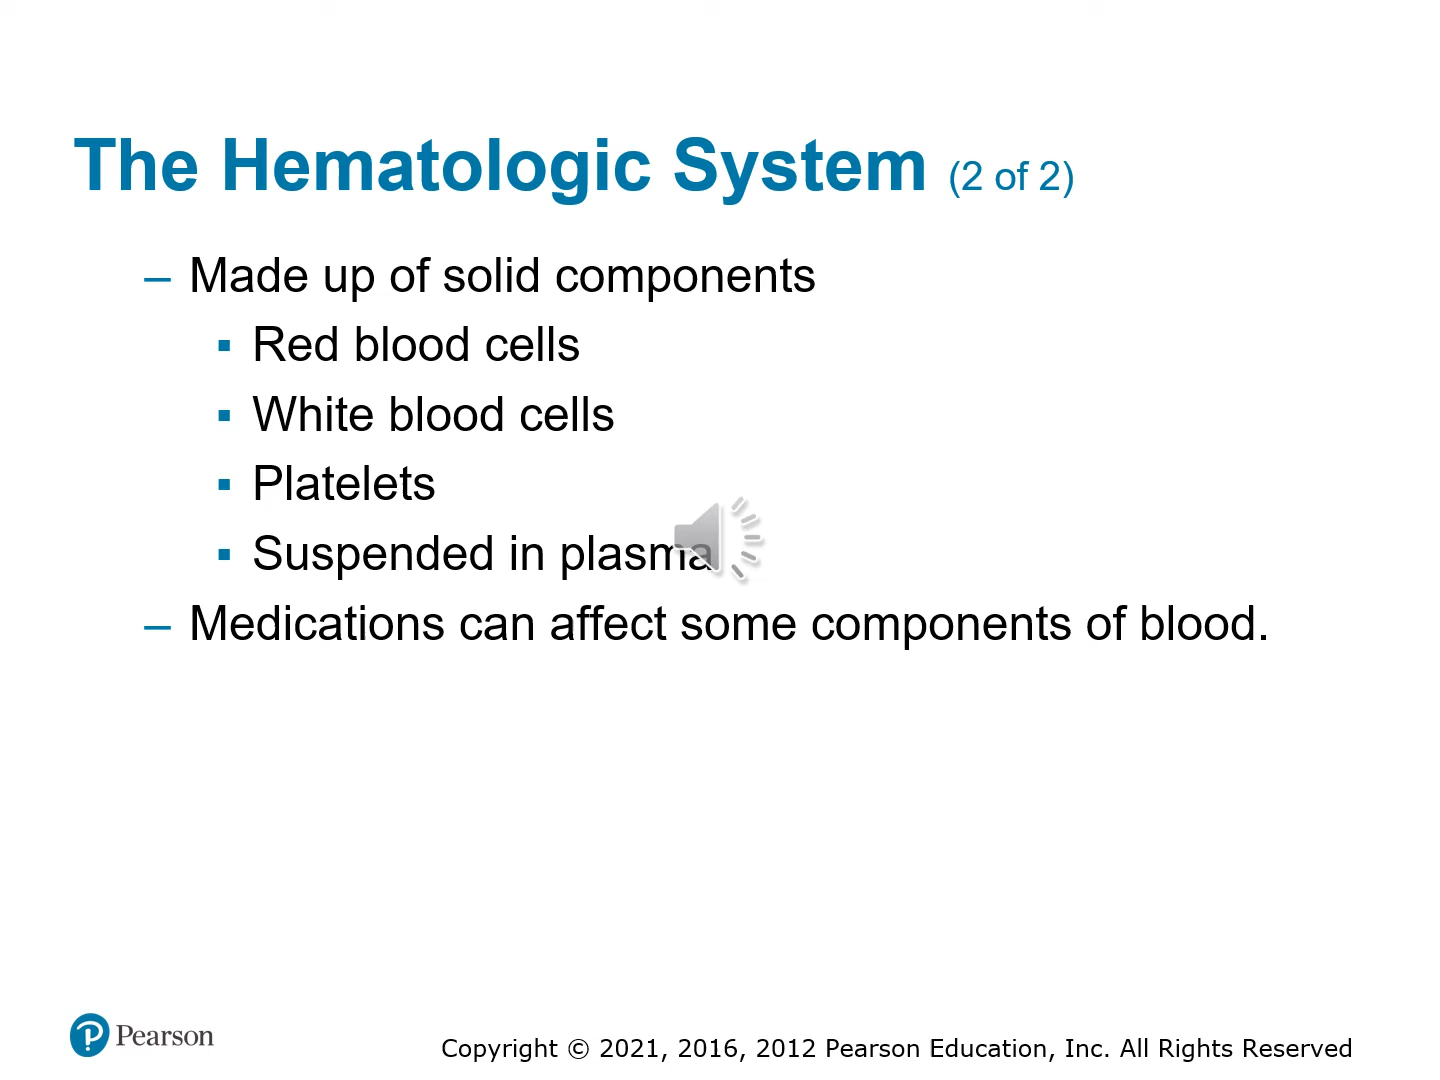 The Hematologic System (2 of 2)
– Made up of solid components
▪ Red blood cells
▪ White blood cells
▪ Platelets
▪ Suspended in plasma
– Medications can affect some components of blood.
Pearson
Copyright © 2021, 2016, 2012 Pearson Education, Inc. All Rights Reserved